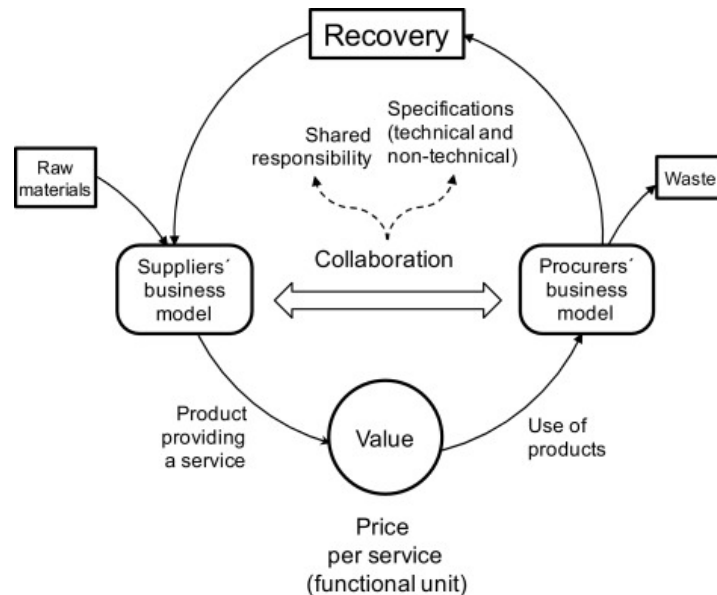 Recovery
Specifications
(technical and
non-technical)
Shared
responsibility
Raw
materials
Waste
Collaboration
Suppliers´
business
model
Procurers´
business
model
Product
providing
a service
Value
Use of
products
Price
per service
(functional unit)